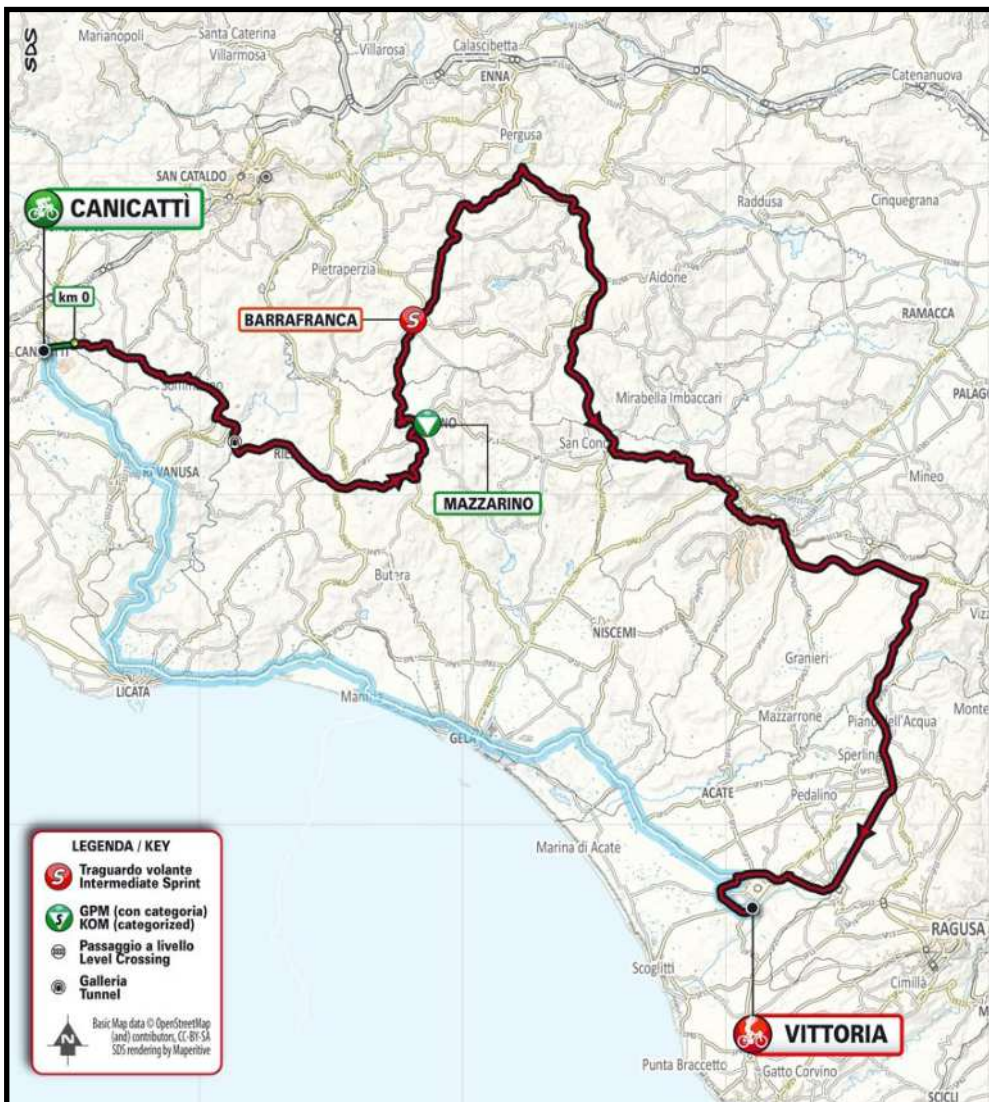 SDS
Marianopoli
Santa Caterina
Villarmosa
Villarosa
Calascibetta
ENNA
Catenanuova
Pergusa
SAN CATALDO
CANICATTÌ
Raddusa
Cinquegrana
Pietraperzia
Aidone
km 0
BARRAFRANCA
S
RAMACCA
Mirabella Imbaccari
San Cono
Mineo
MAZZARINO
Butera
NISCEMI
Granieri
LICATA
GELA
Mazzarrone
ACATE
Pedalino
Marina di Acate
RAGUSA
Scoglitti
Cimillà
VITTORIA
Punta Braccetto
Gatto Corvino
SCICLI
LEGENDA / KEY
S
Traguardo volante
Intermediate Sprint
S
GPM (con categoria)
KOM (categorized)
Passaggio a livello
Level Crossing
Galleria
Tunnel
N
Basic Map data © OpenStreetMap
(and) contributors, CC-BY-SA
SDS rendering by Maperitive